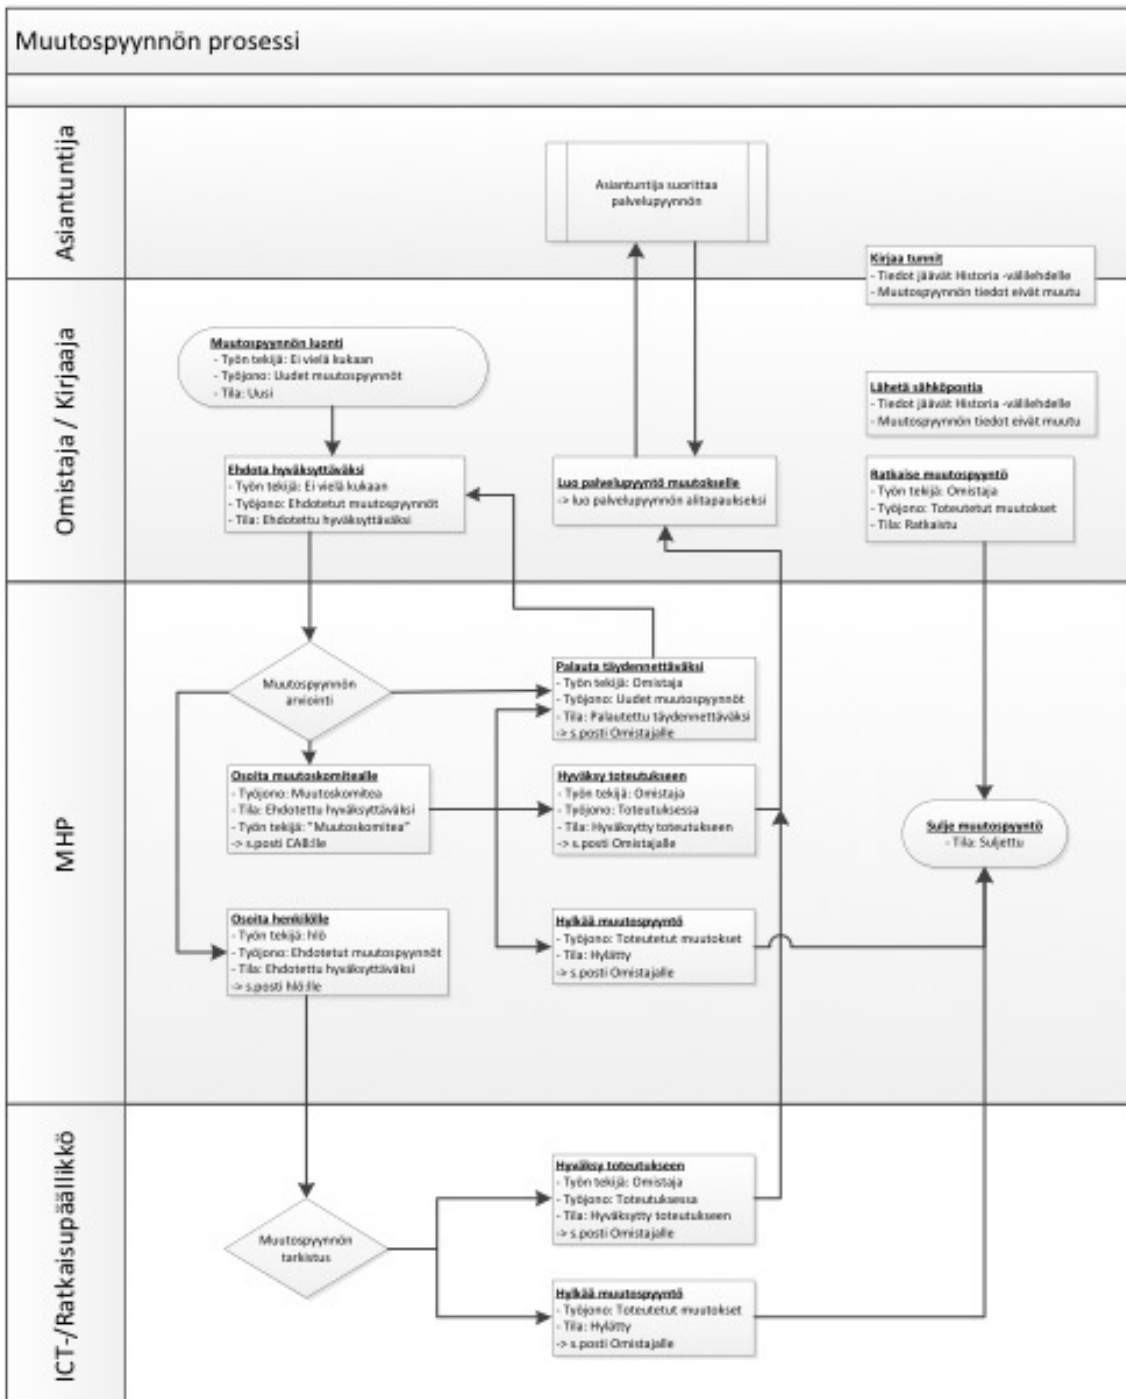 Muutospyynnön prosessi
Asiantuntija
Asiantuntija suorittaa
palvelupyynnön
Kirjaa tunnit
- Tiedot jäävät Historia -välilehdelle
- Muutospyynnön tiedot eivät muutu
Omistaja / Kirjaaja
Muutospyynnön luonti
- Työn tekijä: Ei vielä kukaan
- Työjono: Uudet muutospyynnöt
- Tila: Uusi
Lähetä sähköpostia
- Tiedot jäävät Historia -välilehdelle
- Muutospyynnön tiedot eivät muutu
Ehdota hyväksyttäväksi
- Työn tekijä: Ei vielä kukaan
- Työjono: Ehdotetut muutospyynnöt
- Tila: Ehdotettu hyväksyttäväksi
Luo palvelupyyntö muutokselle
-> luo palvelupyynnön alitapaukseksi
Ratkaise muutospyyntö
- Työn tekijä: Omistaja
- Työjono: Toteutetut muutokset
- Tila: Ratkaistu
MHP
Muutospyynnön
arviointi
Palauta täydennettäväksi
- Työn tekijä: Omistaja
- Työjono: Uudet muutospyynnöt
- Tila: Palautettu täydennettäväksi
-> s.posti Omistajalle
Osoita muutoskomitealle
- Työjono: Muutoskomitea
- Tila: Ehdotettu hyväksyttäväksi
- Työn tekijä: "Muutoskomitea"
-> s.posti CAB:lle
Hyväksy toteutukseen
- Työn tekijä: Omistaja
- Työjono: Toteutuksessa
- Tila: Hyväksytty toteutukseen
-> s.posti Omistajalle
Sulje muutospyyntö
- Tila: Suljettu
Osoita henkilölle
- Työn tekijä: hlö
- Työjono: Ehdotetut muutospyynnöt
- Tila: Ehdotettu hyväksyttäväksi
-> s.posti hlö:lle
Hylkää muutospyyntö
- Työjono: Toteutetut muutokset
- Tila: Hylätty
-> s.posti Omistajalle
ICT-/Ratkaisupäällikkö
Muutospyynnön
tarkistus
Hyväksy toteutukseen
- Työn tekijä: Omistaja
- Työjono: Toteutuksessa
- Tila: Hyväksytty toteutukseen
-> s.posti Omistajalle
Hylkää muutospyyntö
- Työjono: Toteutetut muutokset
- Tila: Hylätty
-> s.posti Omistajalle